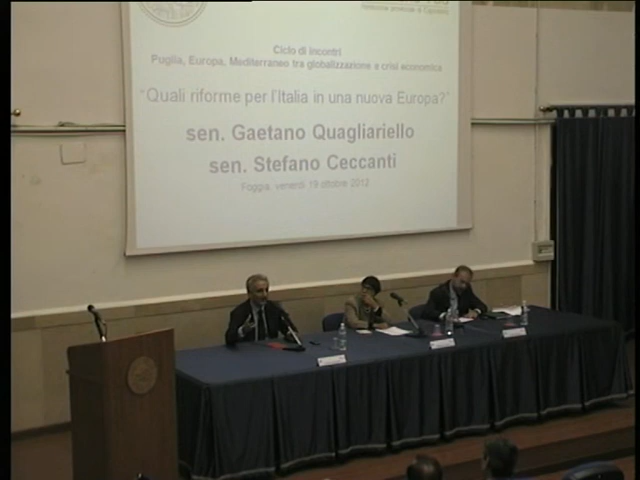 Ciclo di incontri
Puglia, Europa, Mediterraneo tra globalizzazione e crisi economica
"Quali riforme per l'Italia in una nuova Europa?"
sen. Gaetano Quagliariello
sen. Stefano Ceccanti
Foggia, venerdì 19 ottobre 2012